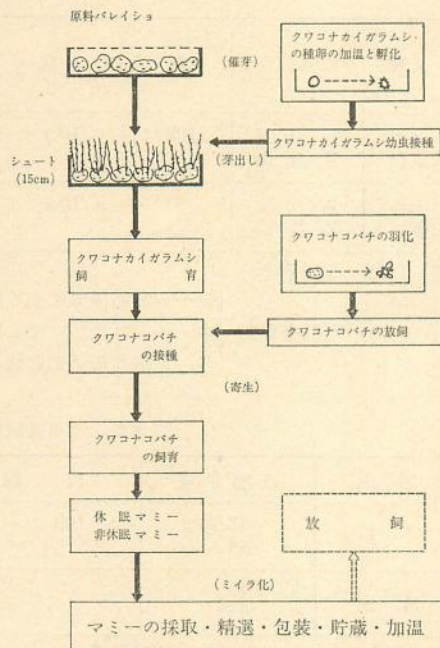 原料バレイショ
(催芽)
クワコナカイガラムシ
の種卵の加温と孵化
クワコナカイガラムシ幼虫接種
(芽出し)
シュート
(15cm)
クワコナカイガラムシ
飼　　　育
クワコナコバチの羽化
クワコナコバチの放飼
クワコナコバチ
の接種
(寄生)
クワコナコバチ
の飼育
休眠マミー
非休眠マミー
放　　　飼
(ミイラ化)
マミーの採取・精選・包装・貯蔵・加温